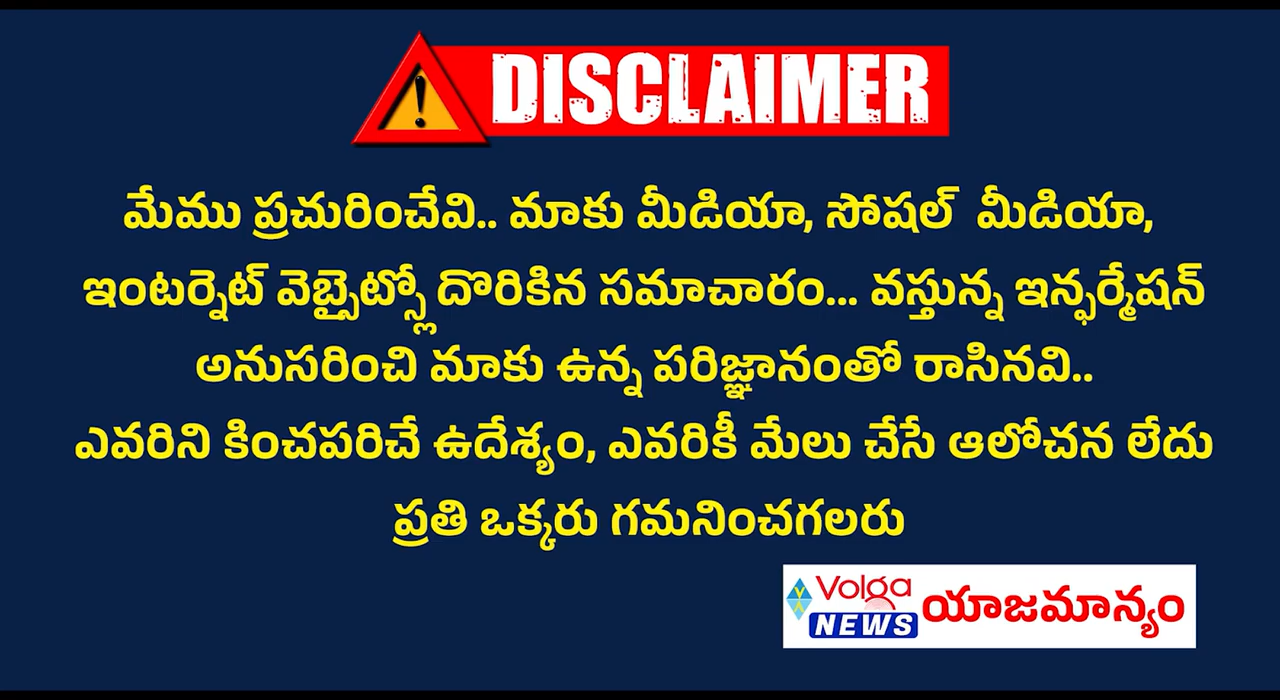 DISCLAIMER
మేము ప్రచురించేవి.. మాకు మీడియా, సోషల్ మీడియా,
ఇంటర్నెట్ వెబ్సైట్స్లో దొరికిన సమాచారం... వస్తున్న ఇన్ఫర్మేషన్
అనుసరించి మాకు ఉన్న పరిజ్ఞానంతో రాసినవి..
ఎవరిని కించపరిచే ఉదేశ్యం, ఎవరికీ మేలు చేసే ఆలోచన లేదు
ప్రతి ఒక్కరు గమనించగలరు
Volga
NEWS యాజమాన్యం